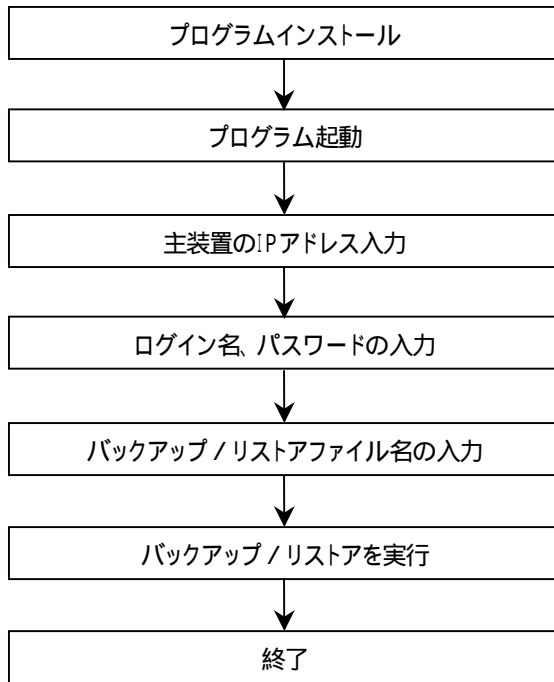 プログラムインストール
プログラム起動
主装置のIPアドレス入力
ログイン名、パスワードの入力
バックアップ / リストアファイル名の入力
バックアップ / リストアを実行
終了